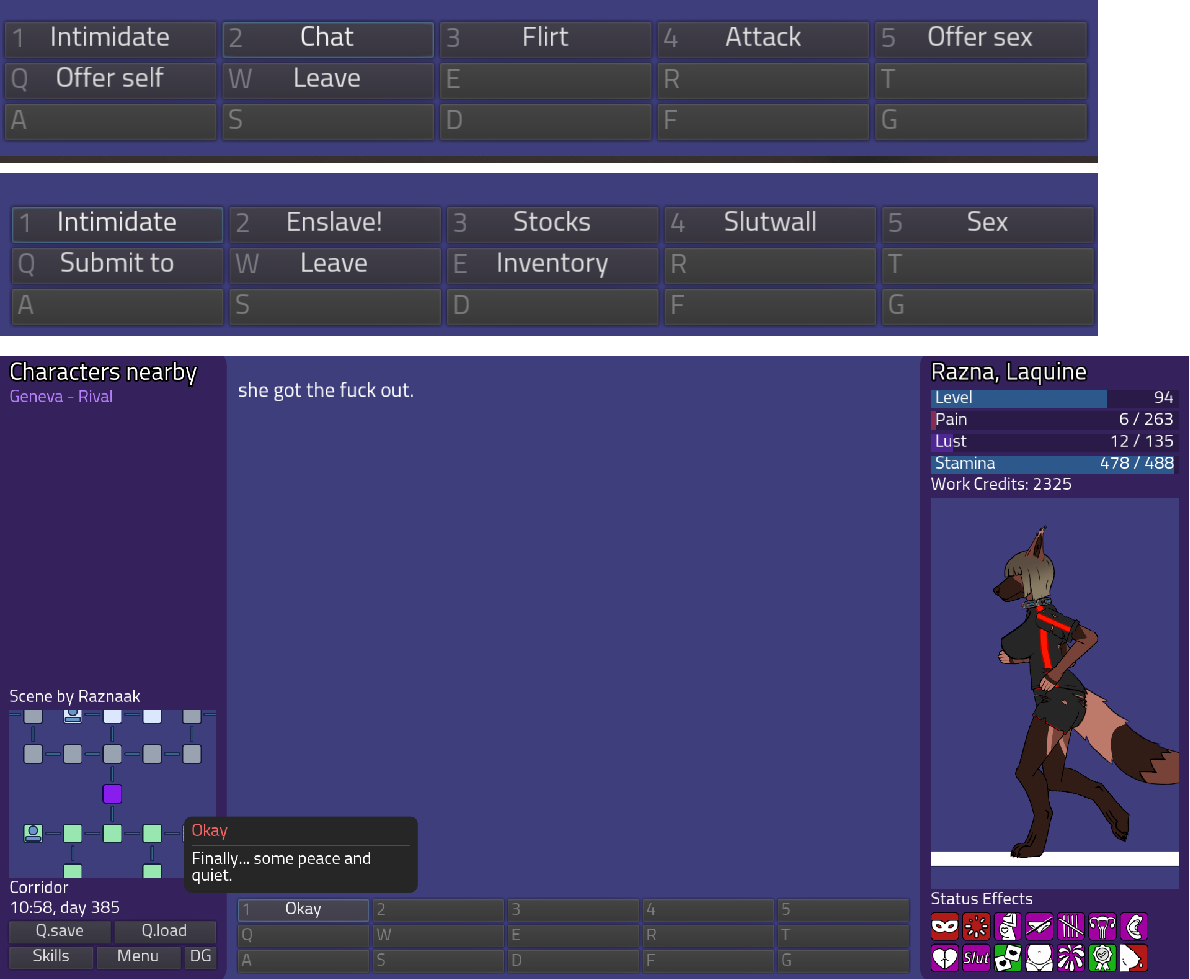 1 Intimidate 2 Chat 3 Flirt 4 Attack 5 Offer sex
Q Offer self W Leave E R T
A S D F G
1 Intimidate 2 Enslave! 3 Stocks 4 Slutwall 5 Sex
Q Submit to W Leave E Inventory R T
A S D F G
Characters nearby
Geneva - Rival
she got the fuck out.
Razna, Laquine
Level 94
Pain 6 / 263
Lust 12 / 135
Stamina 478 / 488
Work Credits: 2325
Scene by Raznaak
Okay
Finally... some peace and
quiet.
Corridor
10:58, day 385
Q.save Q.load
Skills Menu DG
1 Okay 2 3 4 5
Q W E R T
A S D F G
Status Effects
Slut